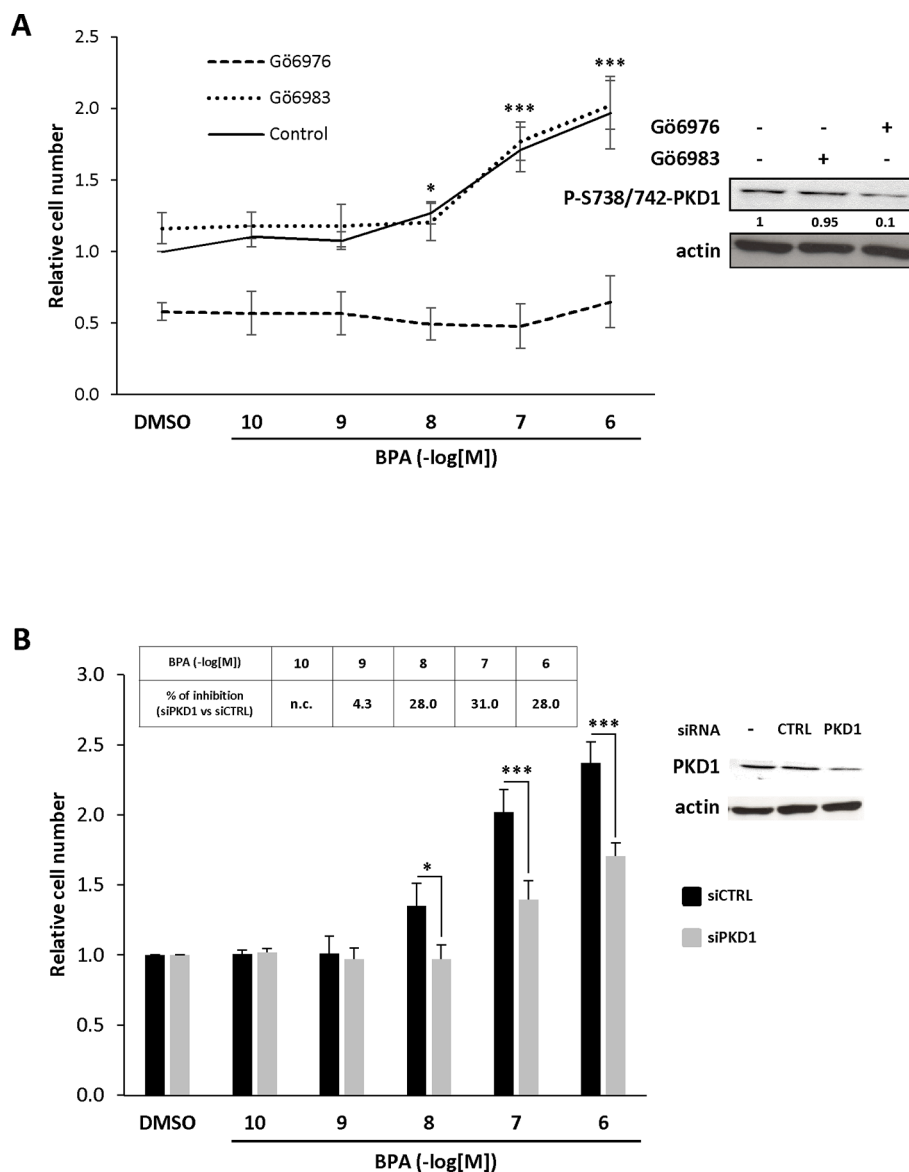 A
2.5
2.0
1.5
1.0
0.5
0.0
Relative cell number
Gö6976
Gö6983
Control
*
***
***
DMSO 10 9 8 7 6
BPA (-log[M])
Gö6976 - - +
Gö6983 - + -
P-S738/742-PKD1
1 0.95 0.1
actin
B
3.0
2.5
2.0
1.5
1.0
0.5
0.0
Relative cell number
BPA (-log[M]) 10 9 8 7 6
% of inhibition
(siPKD1 vs siCTRL) n.c. 4.3 28.0 31.0 28.0
*
***
***
DMSO 10 9 8 7 6
BPA (-log[M])
siRNA - CTRL PKD1
PKD1
actin
siCTRL
siPKD1